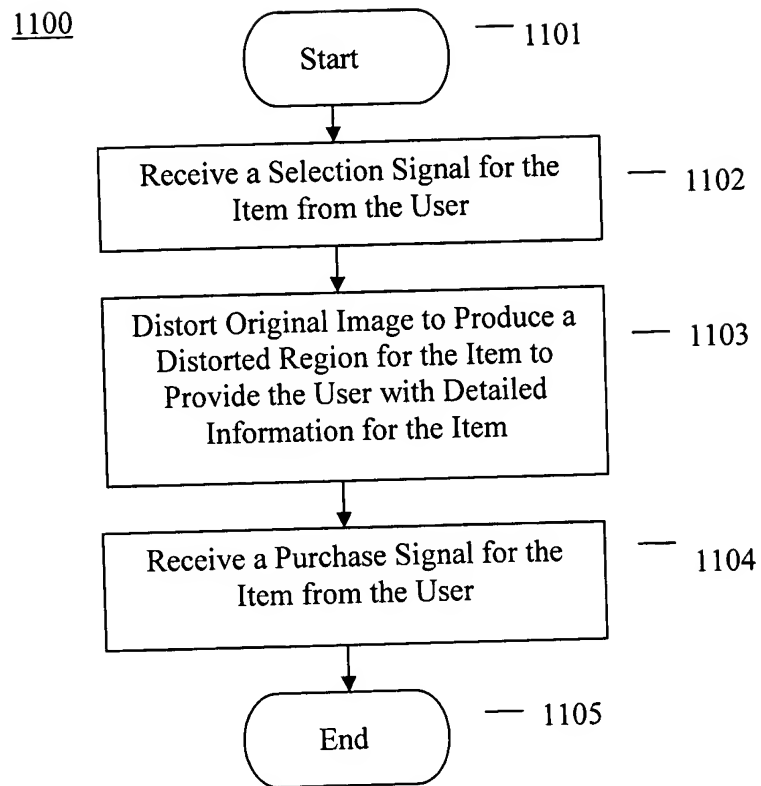 1100
Start
1101
Receive a Selection Signal for the
Item from the User
1102
Distort Original Image to Produce a
Distorted Region for the Item to
Provide the User with Detailed
Information for the Item
1103
Receive a Purchase Signal for the
Item from the User
1104
End
1105